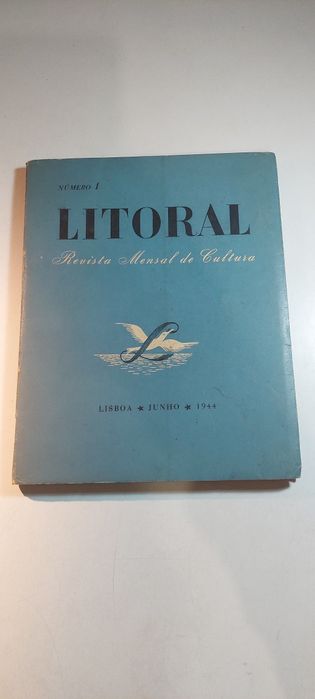 NÚMERO 1
LITORAL
Revista Mensal de Cultura
L
LISBOA ★ JUNHO ★ 1944